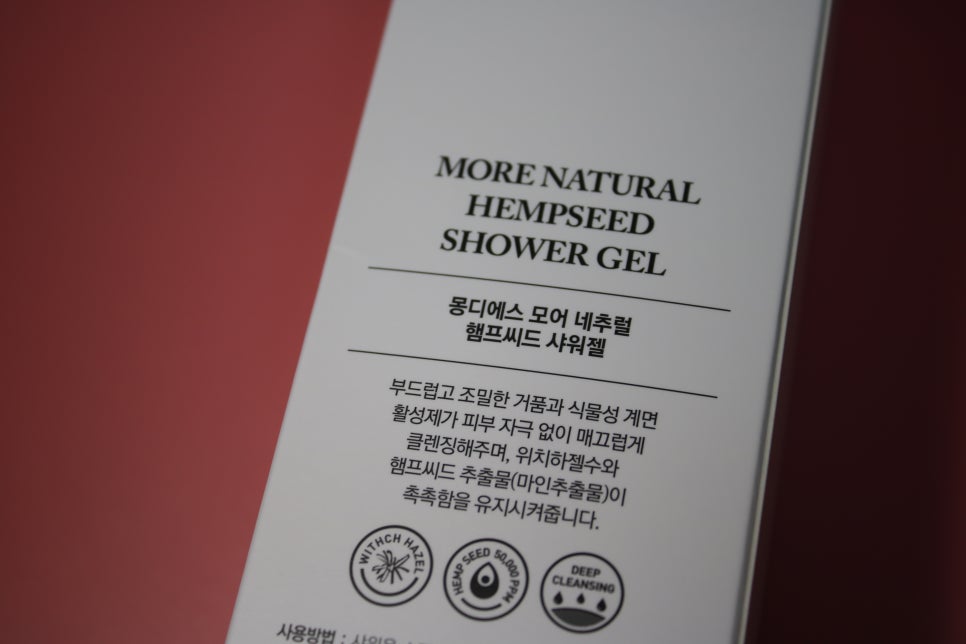 MORE NATURAL
HEMPSEED
SHOWER GEL
몽디에스 모어 네추럴
햄프씨드 샤워젤
부드럽고 조밀한 거품과 식물성 계면
활성제가 피부 자극 없이 매끄럽게
클렌징해주며, 위치하젤수와
햄프씨드 추출물(마인추출물)이
촉촉함을 유지시켜줍니다.
WITHCH HAZEL
HEMP SEED 50,000 PPM
DEEP
CLEANSING
사용방법 :